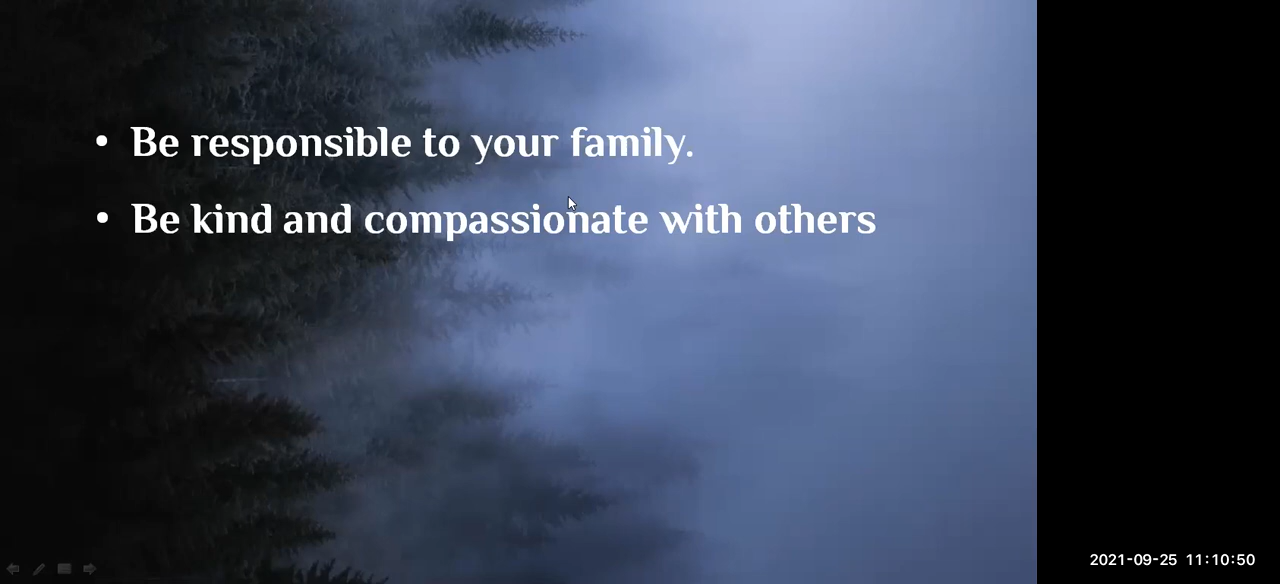 • Be responsible to your family.
• Be kind and compassionate with others
2021-09-25 11:10:50